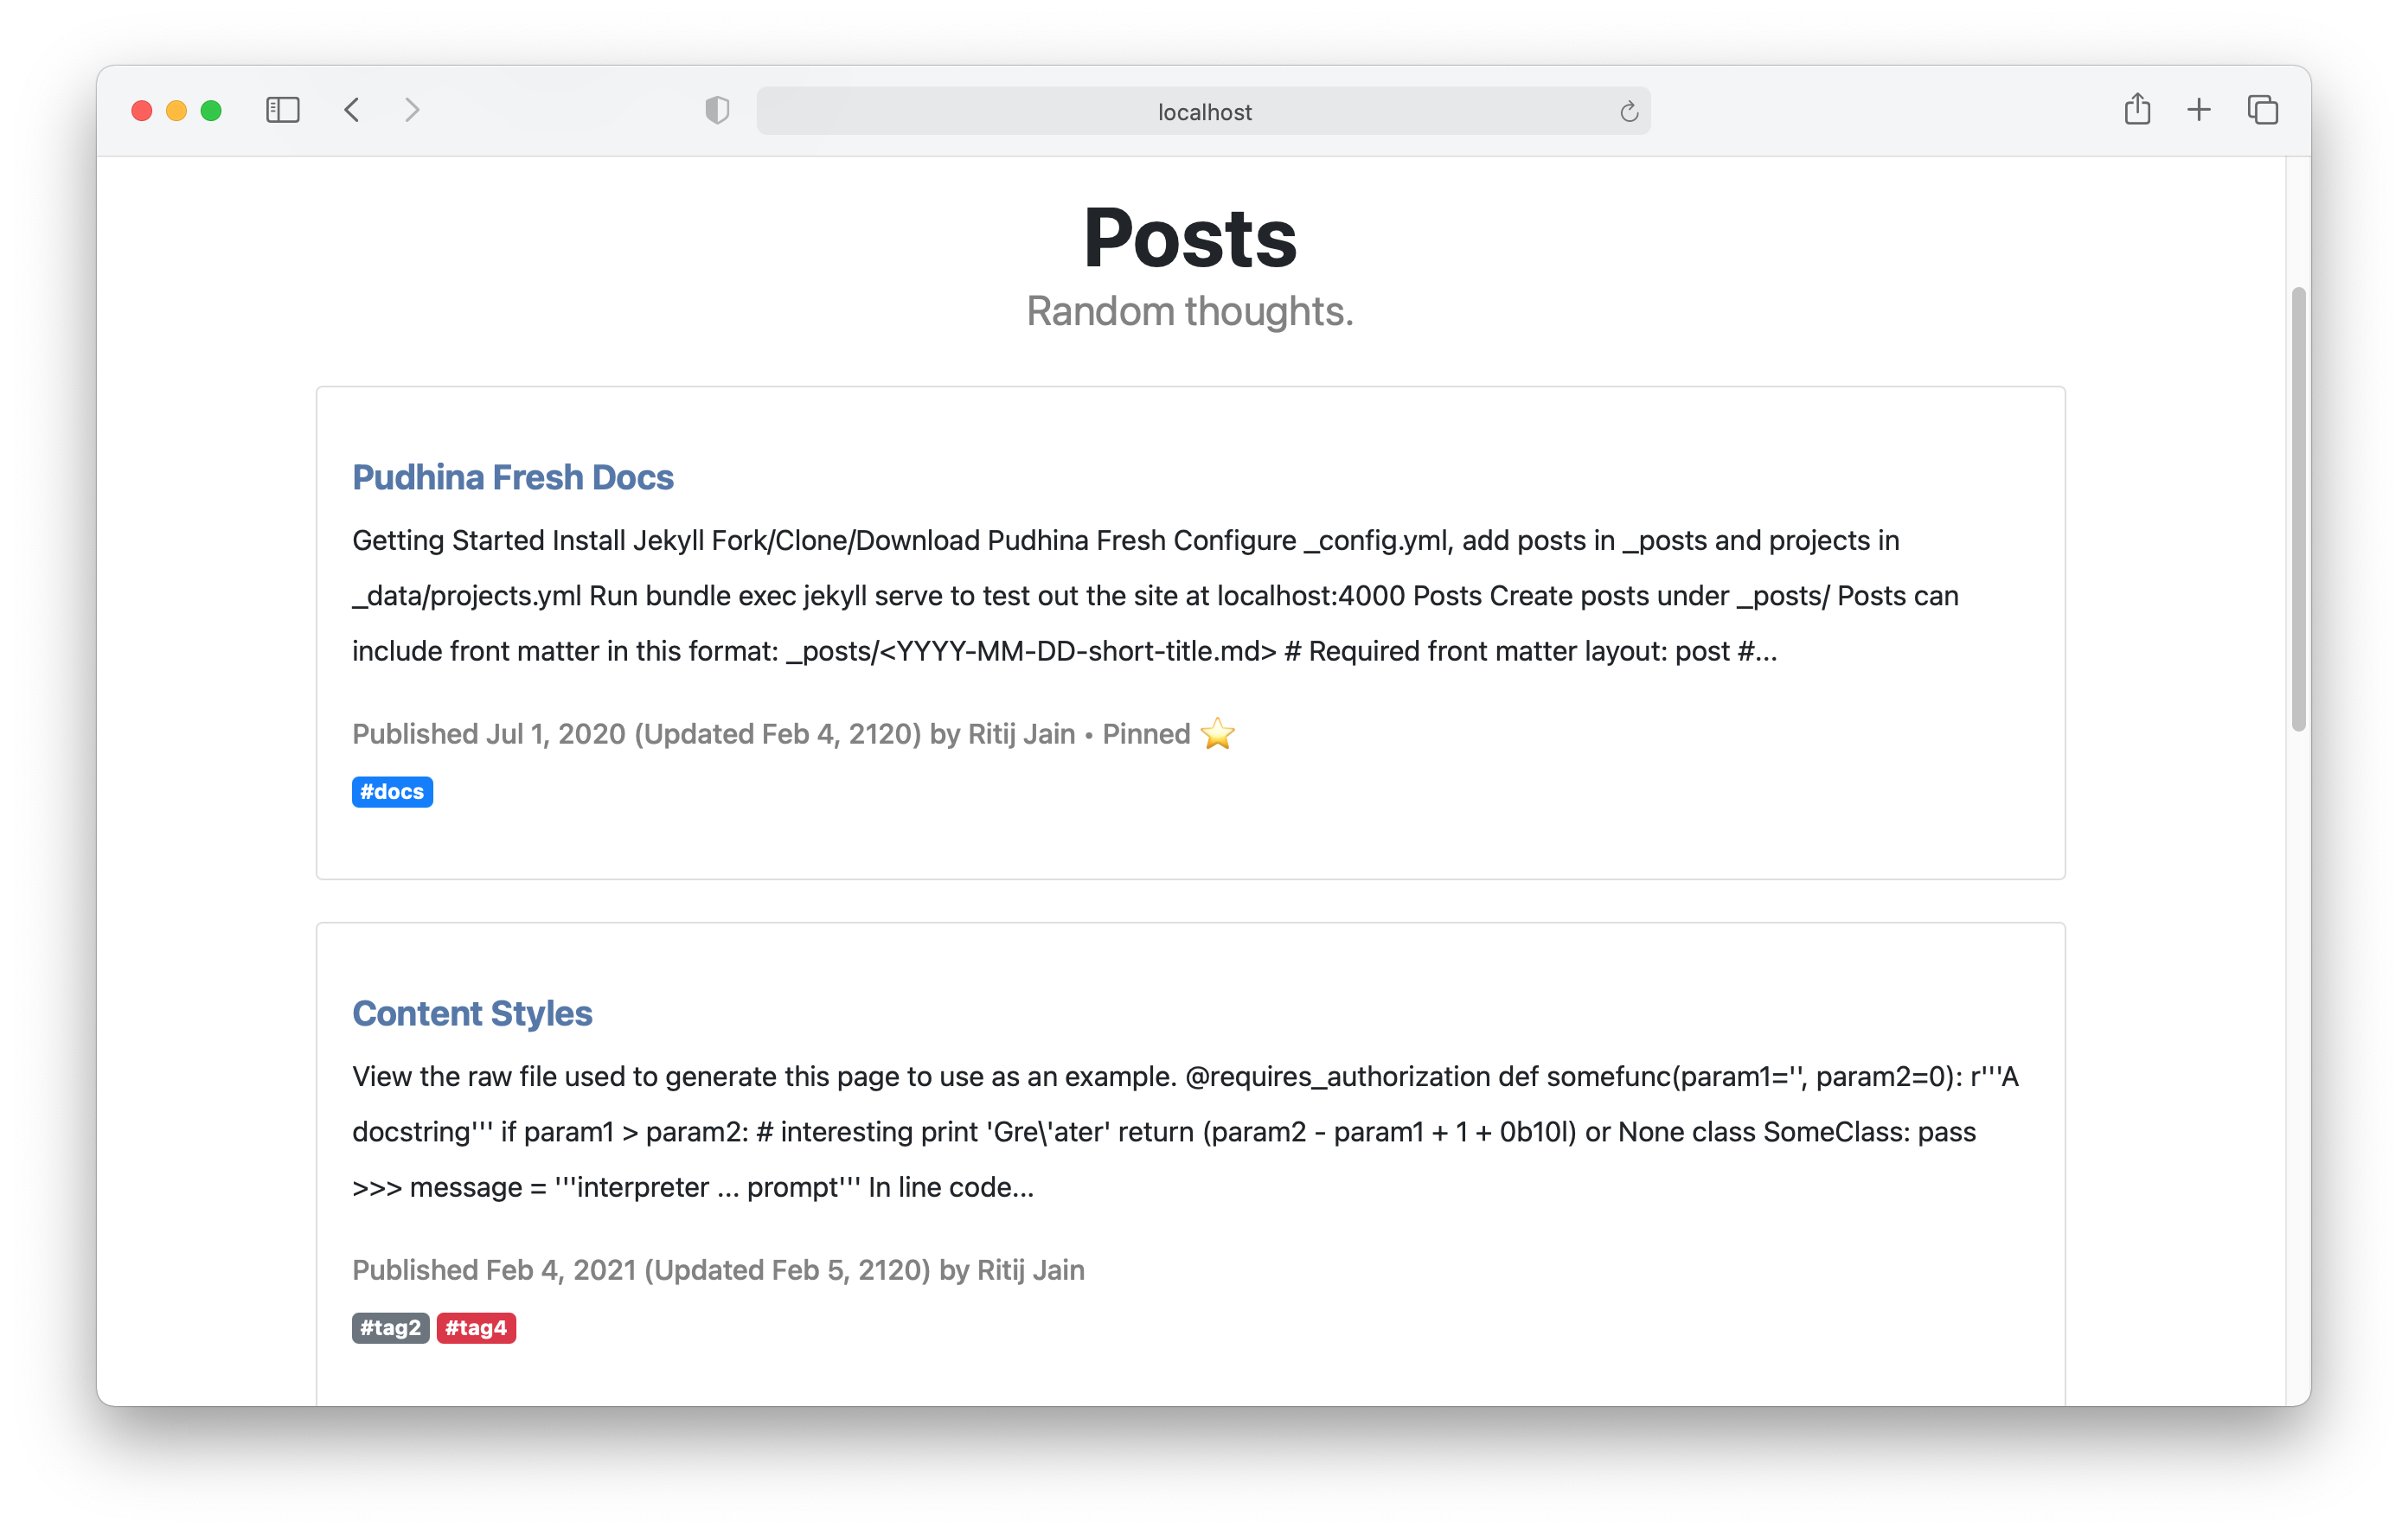 localhost
Posts
Random thoughts.
Pudhina Fresh Docs
Getting Started Install Jekyll Fork/Clone/Download Pudhina Fresh Configure _config.yml, add posts in _posts and projects in
_data/projects.yml Run bundle exec jekyll serve to test out the site at localhost:4000 Posts Create posts under _posts/ Posts can
include front matter in this format: _posts/<YYYY-MM-DD-short-title.md> # Required front matter layout: post #...
Published Jul 1, 2020 (Updated Feb 4, 2120) by Ritij Jain • Pinned ⭐
#docs
Content Styles
View the raw file used to generate this page to use as an example. @requires_authorization def somefunc(param1='', param2=0): r'''A
docstring''' if param1 > param2: # interesting print 'Gre\'ater' return (param2 - param1 + 1 + 0b10l) or None class SomeClass: pass
>>> message = '''interpreter ... prompt''' In line code...
Published Feb 4, 2021 (Updated Feb 5, 2120) by Ritij Jain
#tag2 #tag4